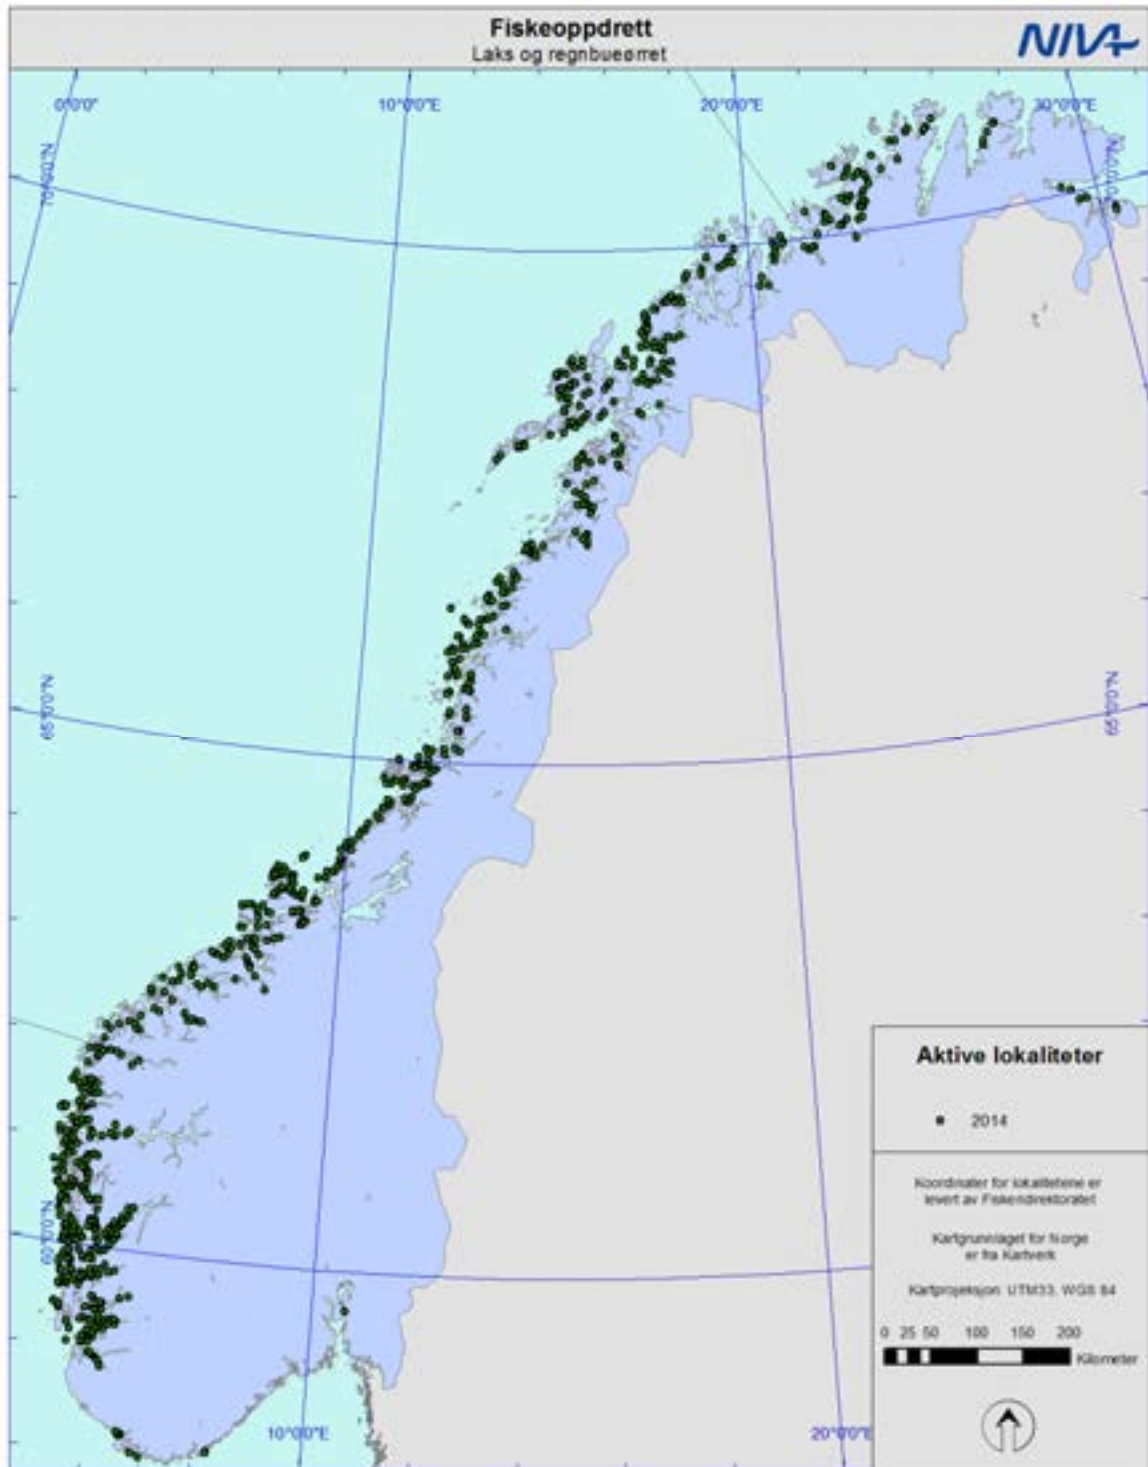 Fiskeoppdrett
Laks og regnbueørret
NIVA
0°0'0"
10°0'0"E
20°0'0"E
30°0'0"E
70°0'0"N
70°0'0"N
65°0'0"N
65°0'0"N
60°0'0"N
10°0'0"E
20°0'0"E
Aktive lokaliteter
2014
Koordinater for lokalitetene er
levert av Fiskeridirektoratet
Kartgrunnlaget for Norge
er fra Kartverk
Kartprojeksjon: UTM33, WGS 84
0 25 50 100 150 200
Kilometer